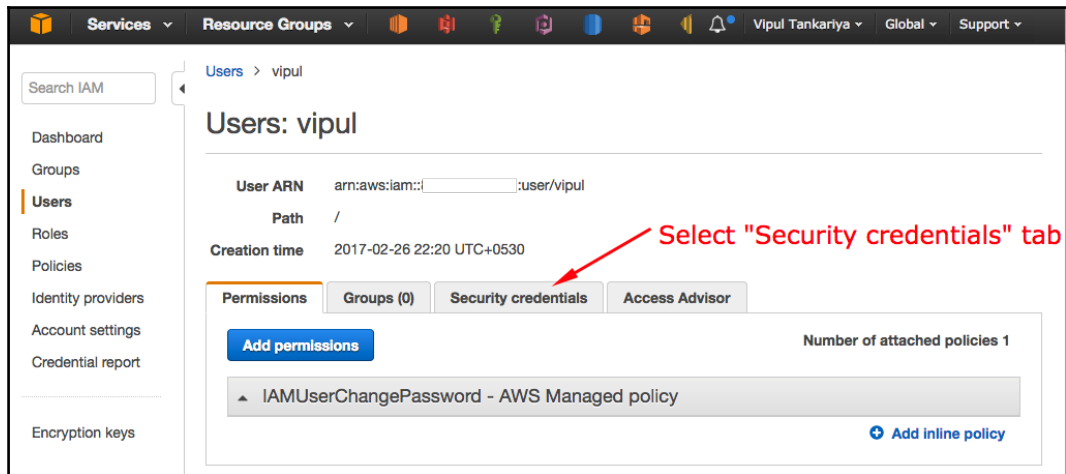 Services Resource Groups Vipul Tankariya Global Support
Search IAM
Dashboard
Groups
Users
Roles
Policies
Identity providers
Account settings
Credential report
Encryption keys
Users > vipul
Users: vipul
User ARN arn:aws:iam:: :user/vipul
Path /
Creation time 2017-02-26 22:20 UTC+0530
Select "Security credentials" tab
Permissions Groups (0) Security credentials Access Advisor
Add permissions Number of attached policies 1
IAMUserChangePassword - AWS Managed policy
Add inline policy